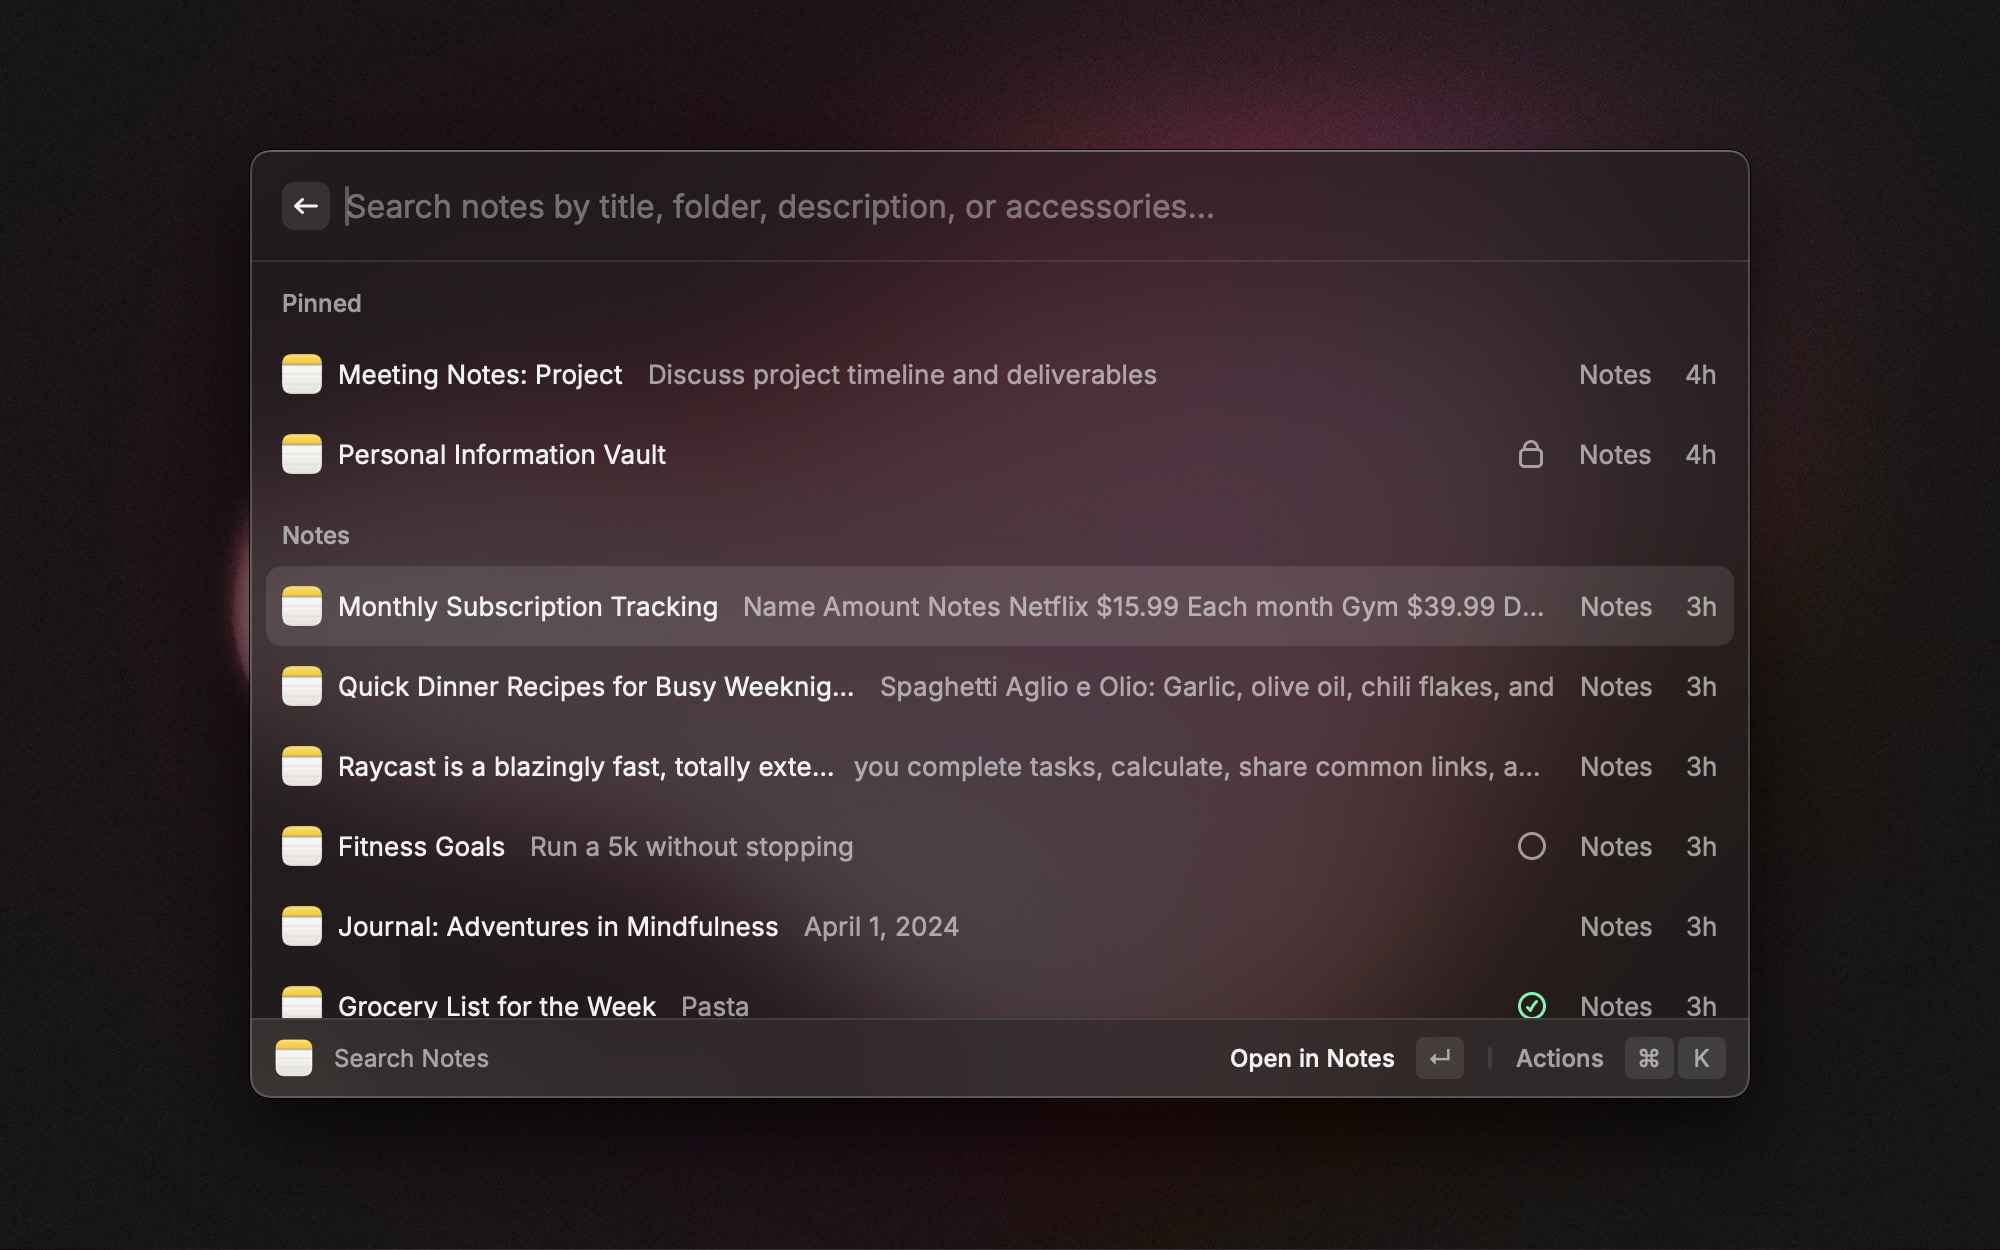 Search notes by title, folder, description, or accessories...
Pinned
Meeting Notes: Project Discuss project timeline and deliverables Notes 4h
Personal Information Vault Notes 4h
Notes
Monthly Subscription Tracking Name Amount Notes Netflix $15.99 Each month Gym $39.99 D... Notes 3h
Quick Dinner Recipes for Busy Weeknig... Spaghetti Aglio e Olio: Garlic, olive oil, chili flakes, and Notes 3h
Raycast is a blazingly fast, totally exte... you complete tasks, calculate, share common links, a... Notes 3h
Fitness Goals Run a 5k without stopping Notes 3h
Journal: Adventures in Mindfulness April 1, 2024 Notes 3h
Grocery List for the Week Pasta Notes 3h
Search Notes Open in Notes ↵ Actions ⌘ K